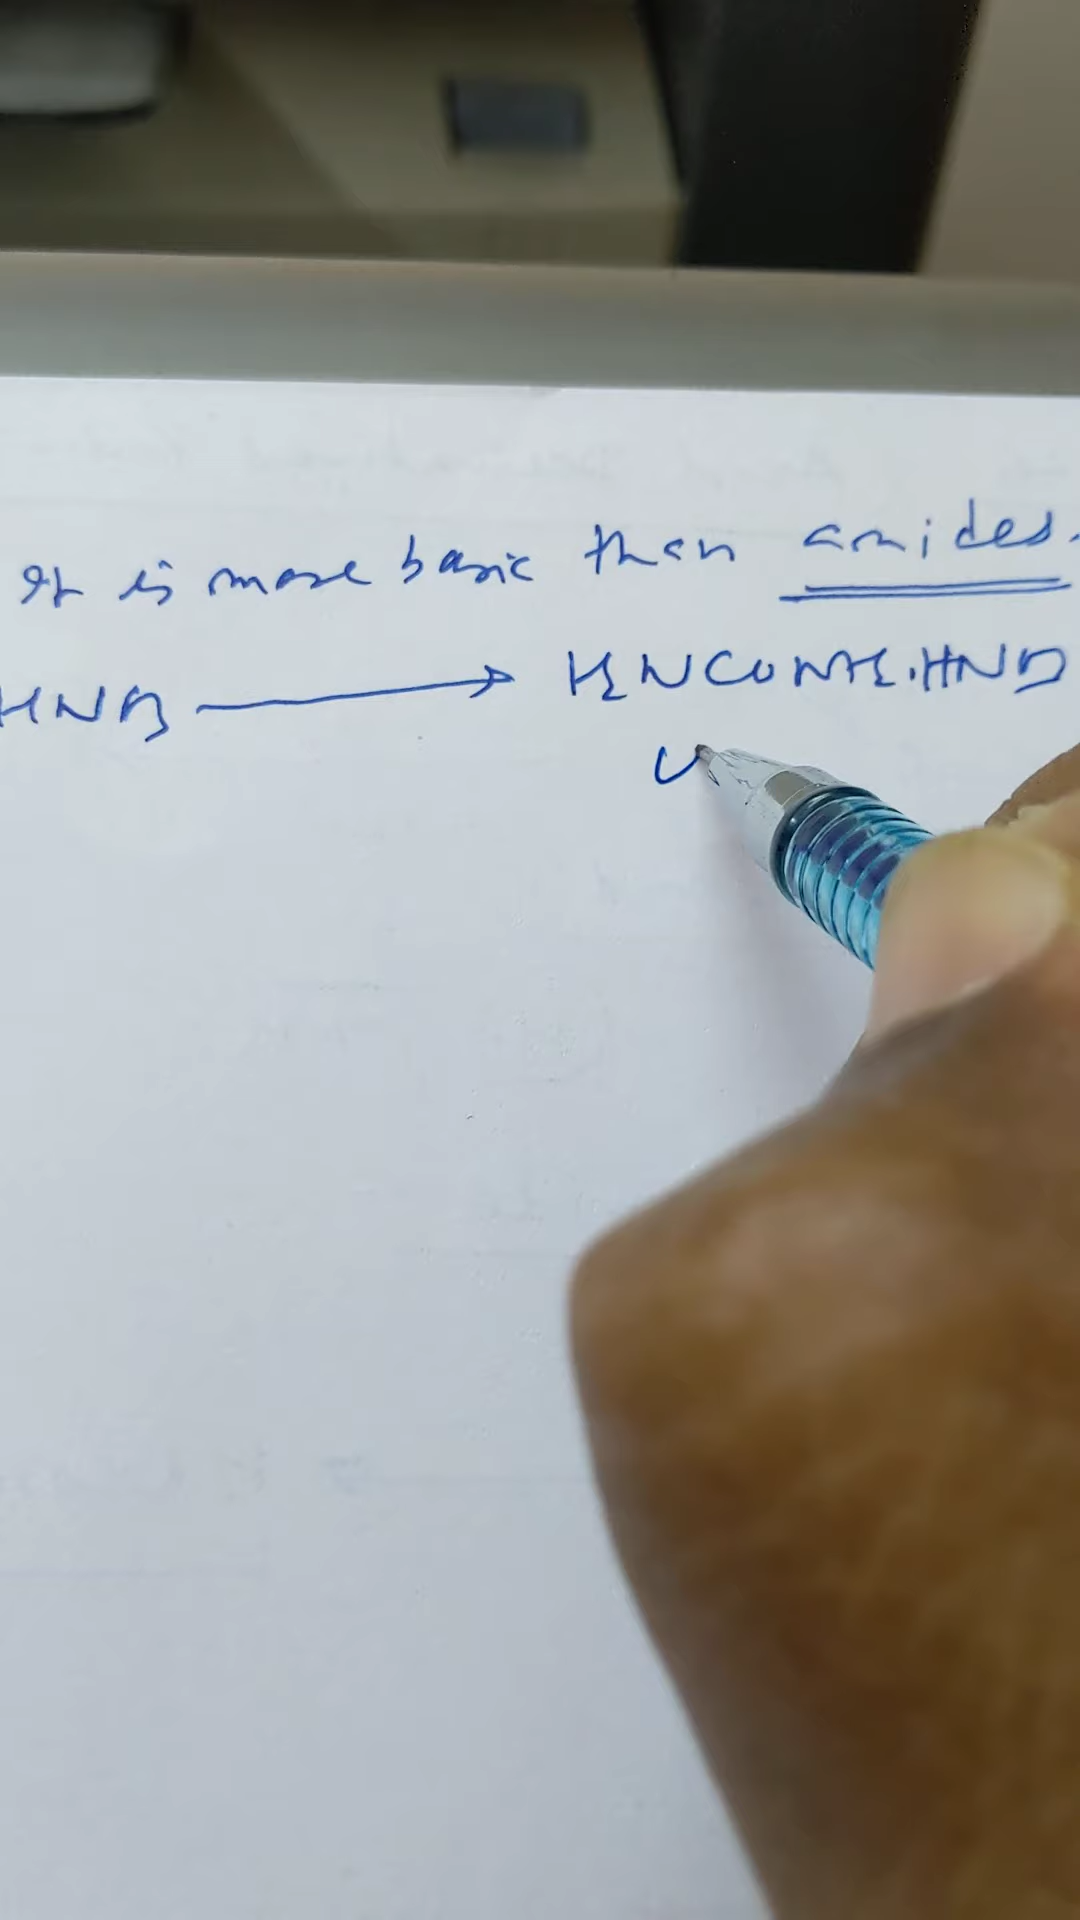 It is more basic than amides.
HNO3 ⟶ H2NCONH2.HNO3
U